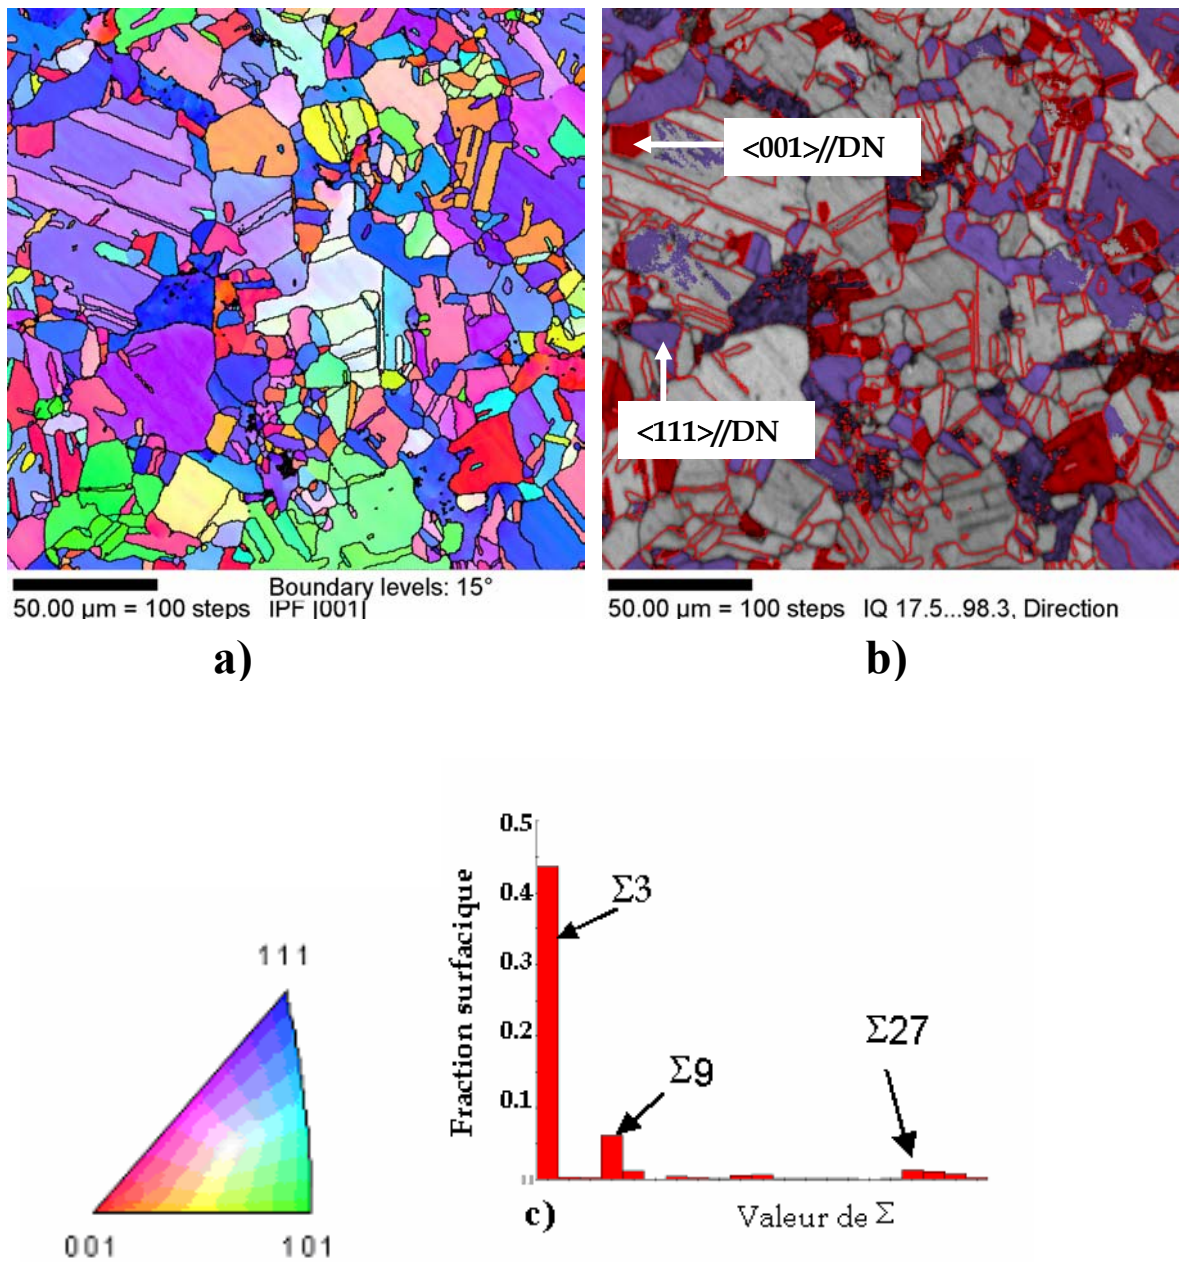 <001>//DN
<111>//DN
Boundary levels: 15°
50.00 µm = 100 steps IPF [001]
50.00 µm = 100 steps IQ 17.5...98.3, Direction
a)
b)
111
001
101
Fraction surfacique
0.5
0.4
0.3
0.2
0.1
Σ3
Σ9
Σ27
c)
Valeur de Σ